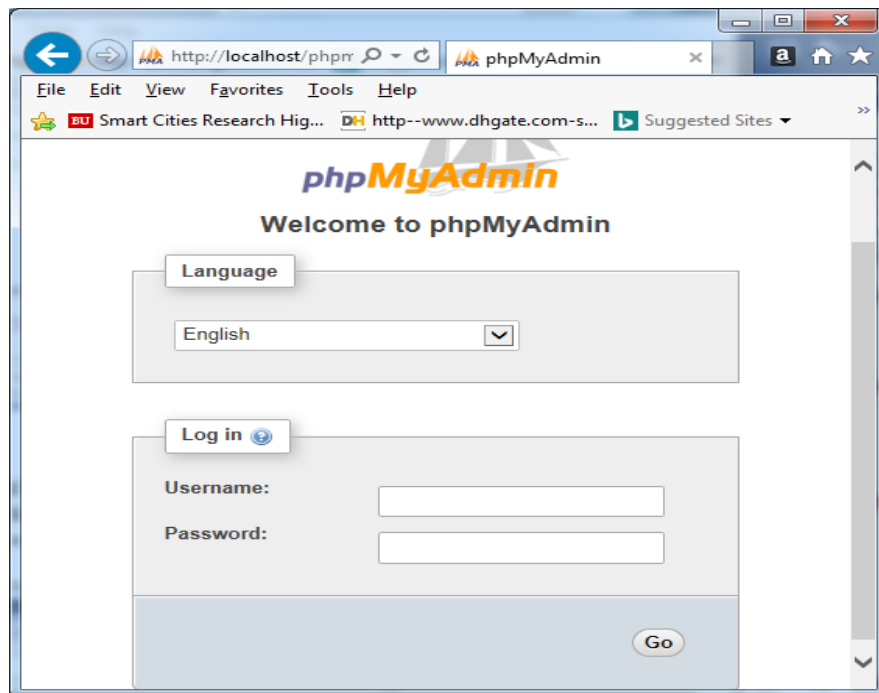 http://localhost/phpm
phpMyAdmin
a
File Edit View Favorites Tools Help
BU Smart Cities Research Hig... DH http--www.dhgate.com-s... Suggested Sites
phpMyAdmin
Welcome to phpMyAdmin
Language
English
Log in
Username:
Password:
Go